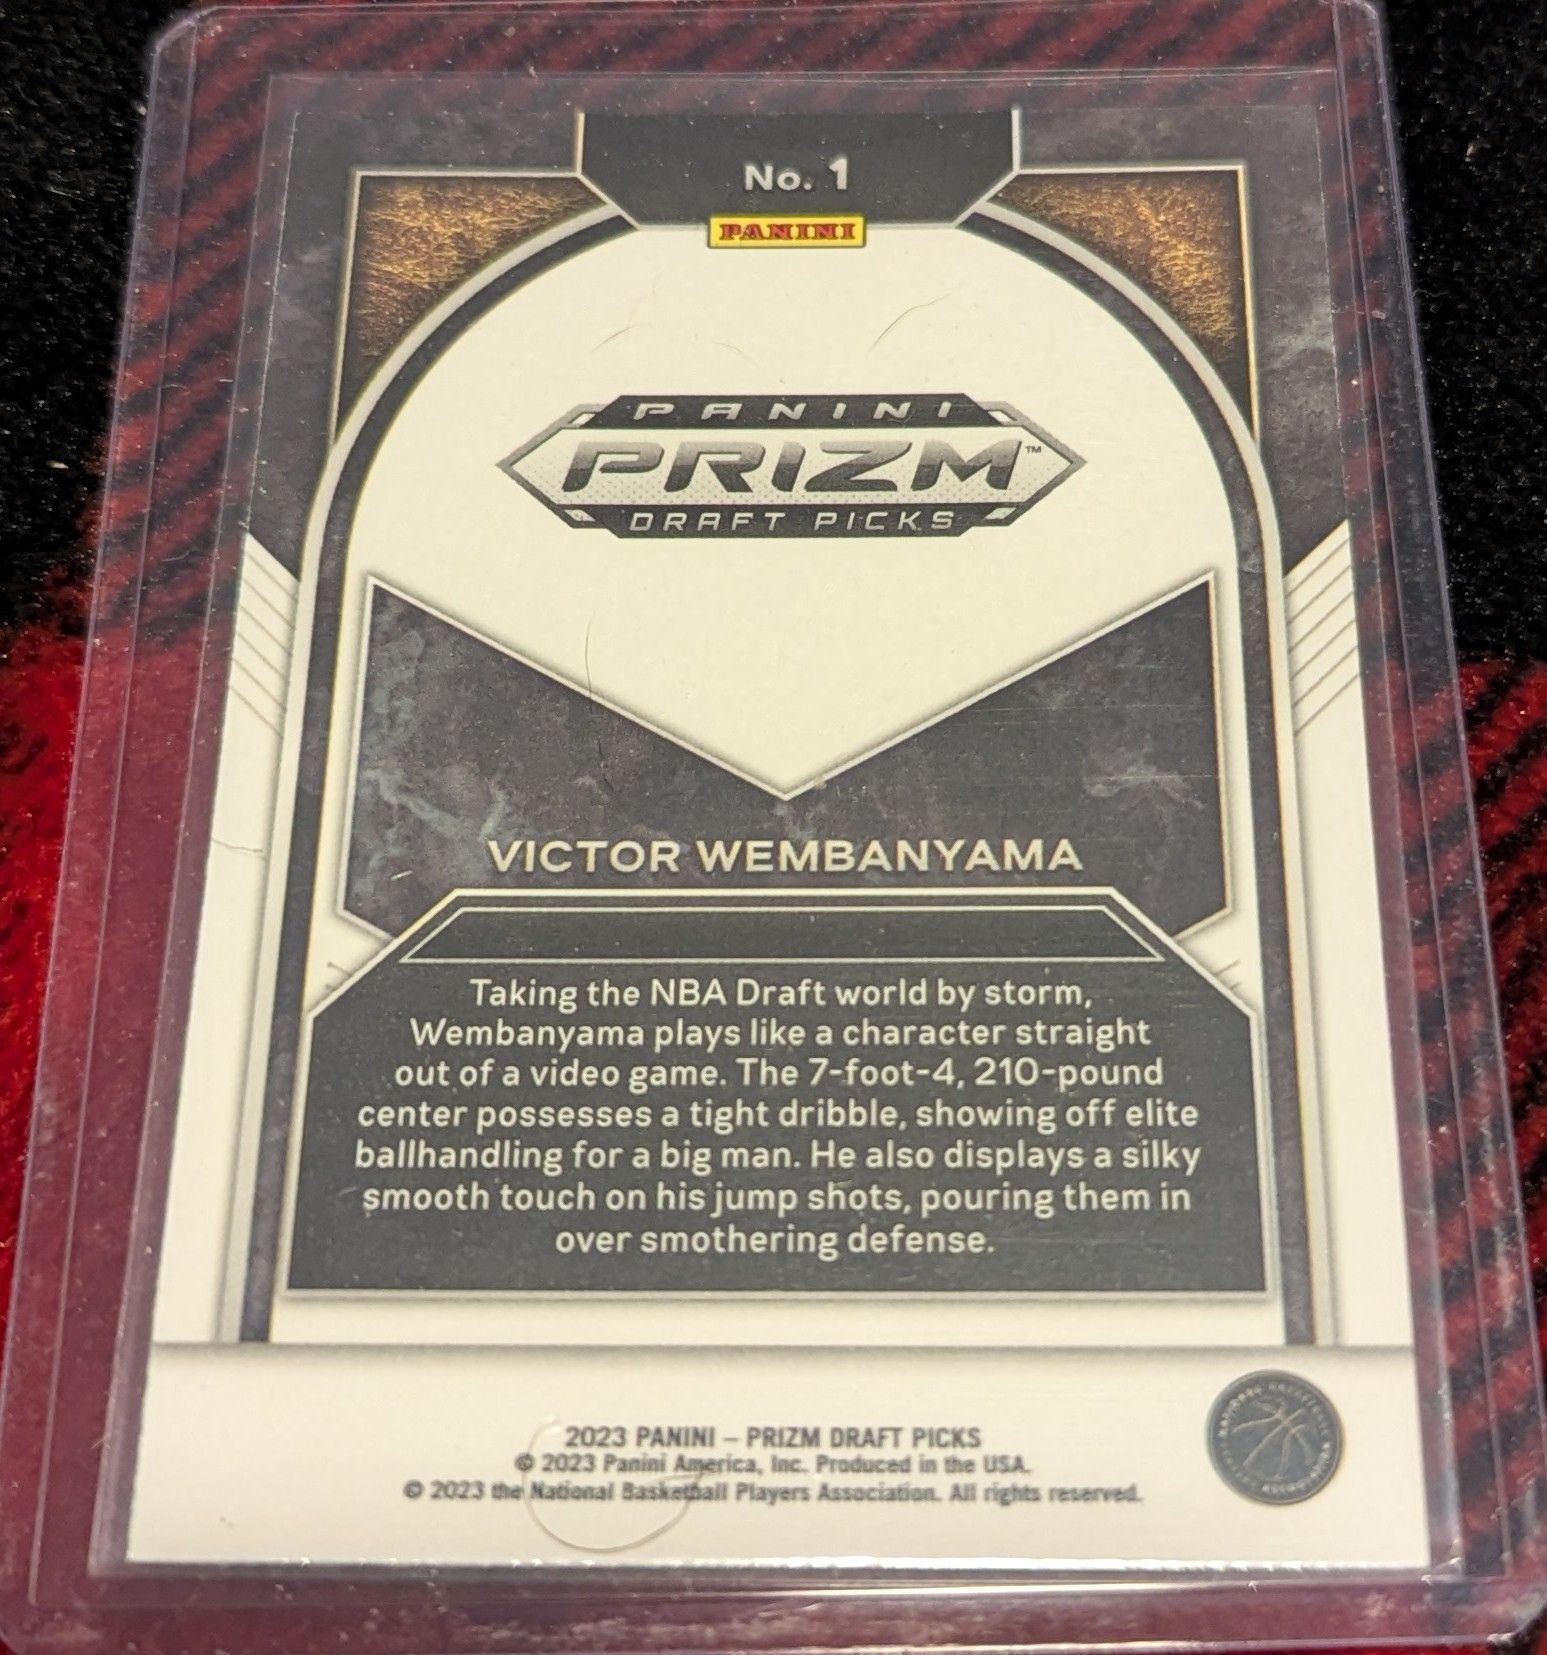 No. 1
PANINI
PANINI
PRIZM™
DRAFT PICKS
VICTOR WEMBANYAMA
Taking the NBA Draft world by storm,
Wembanyama plays like a character straight
out of a video game. The 7-foot-4, 210-pound
center possesses a tight dribble, showing off elite
ballhandling for a big man. He also displays a silky
smooth touch on his jump shots, pouring them in
over smothering defense.
2023 PANINI – PRIZM DRAFT PICKS
© 2023 Panini America, Inc. Produced in the USA.
© 2023 the National Basketball Players Association. All rights reserved.